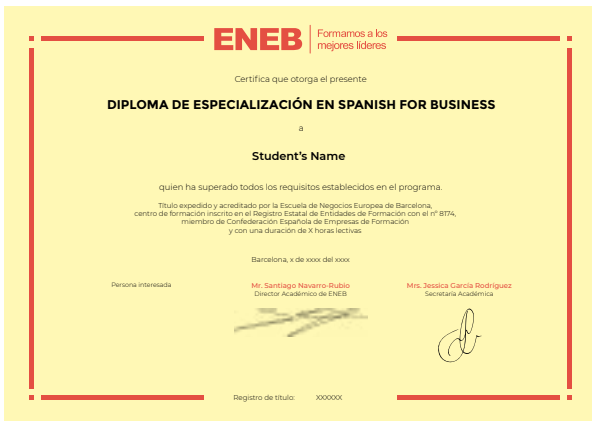 ENEB
Formamos a los
mejores líderes
Certifica que otorga el presente
DIPLOMA DE ESPECIALIZACIÓN EN SPANISH FOR BUSINESS
a
Student's Name
quien ha superado todos los requisitos establecidos en el programa.
Título expedido y acreditado por la Escuela de Negocios Europea de Barcelona,
centro de formación inscrito en el Registro Estatal de Entidades de Formación con el nº 8174,
miembro de Confederación Española de Empresas de Formación
y con una duración de X horas lectivas
Barcelona, x de xxxx del xxxx
Persona interesada
Mr. Santiago Navarro-Rubio
Director Académico de ENEB
Mrs. Jessica García Rodríguez
Secretaría Académica
Registro de título: XXXXXX